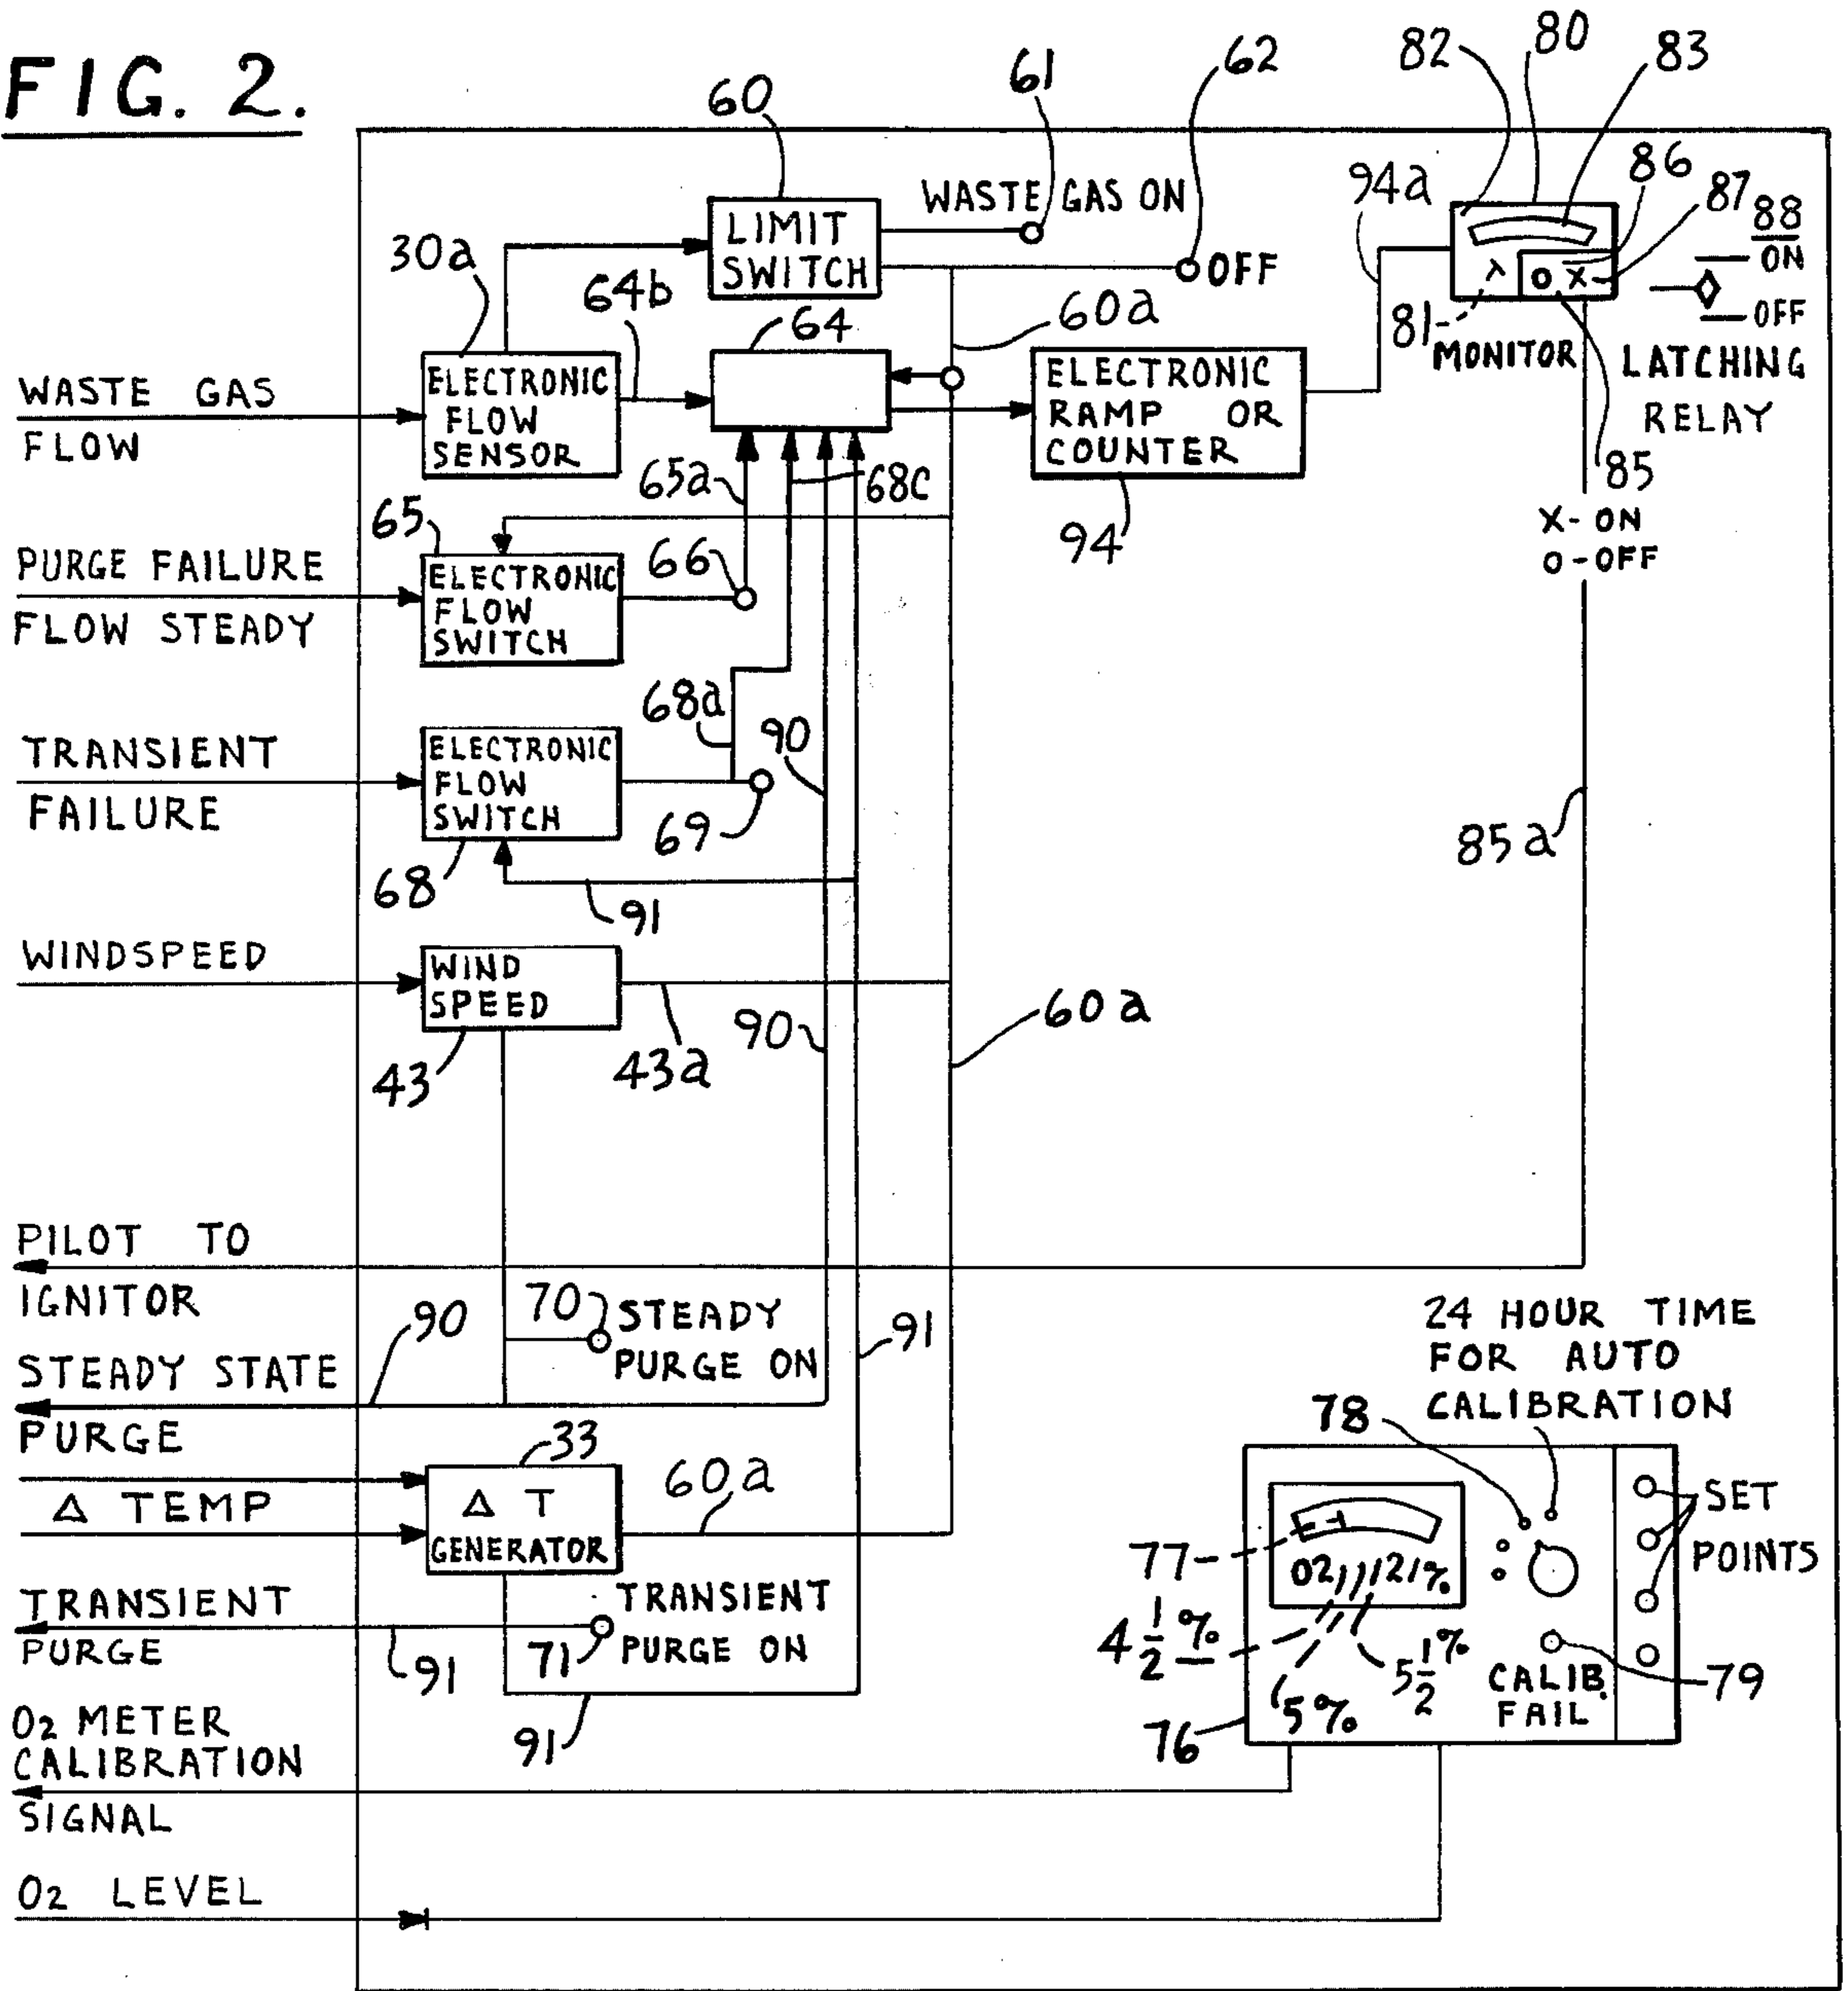 FIG. 2.
82
80
83
60
61
62
86
87
88
ON
OFF
94a
WASTE GAS ON
LIMIT
SWITCH
OFF
30a
64b
64
60a
81
MONITOR
O X
LATCHING
RELAY
85
X- ON
O-OFF
WASTE GAS
FLOW
ELECTRONIC
FLOW
SENSOR
ELECTRONIC
RAMP OR
COUNTER
94
65a
68c
65
66
PURGE FAILURE
FLOW STEADY
ELECTRONIC
FLOW
SWITCH
68a
90
TRANSIENT
FAILURE
ELECTRONIC
FLOW
SWITCH
68
69
85a
91
WINDSPEED
WIND
SPEED
43
43a
90
60a
PILOT TO
IGNITOR
90
70
STEADY
PURGE ON
91
STEADY STATE
PURGE
24 HOUR TIME
FOR AUTO
CALIBRATION
78
33
Δ TEMP
Δ T
GENERATOR
60a
77
SET
POINTS
TRANSIENT
PURGE
91
71
TRANSIENT
PURGE ON
91
4 1/2 %
5%
5 1/2 %
CALIB.
FAIL
79
76
O2 METER
CALIBRATION
SIGNAL
O2 LEVEL